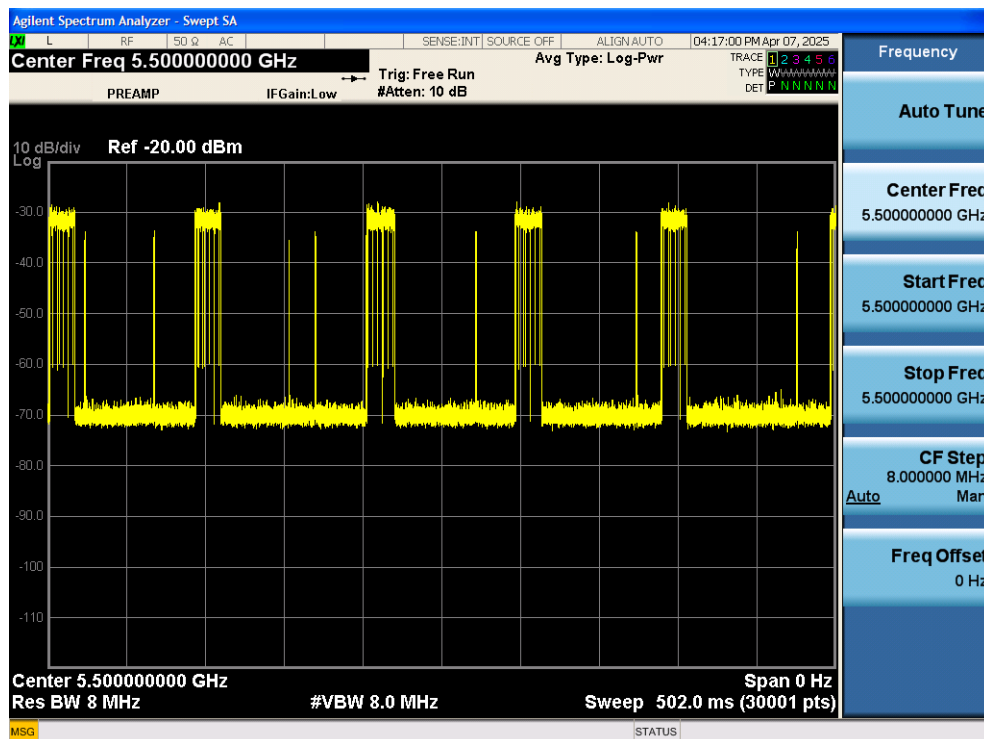 Agilent Spectrum Analyzer - Swept SA
LXI L RF 50 Ω AC SENSE:INT SOURCE OFF ALIGN AUTO 04:17:00 PM Apr 07, 2025
Center Freq 5.500000000 GHz
Avg Type: Log-Pwr
TRACE 1 2 3 4 5 6
Trig: Free Run
TYPE WWWWWW
PREAMP IFGain:Low #Atten: 10 dB
DET P N N N N N
10 dB/div Ref -20.00 dBm
Log
-30.0
-40.0
-50.0
-60.0
-70.0
-80.0
-90.0
-100
-110
Center 5.500000000 GHz Span 0 Hz
Res BW 8 MHz #VBW 8.0 MHz Sweep 502.0 ms (30001 pts)
MSG STATUS
Frequency
Auto Tune
Center Freq
5.500000000 GHz
Start Freq
5.500000000 GHz
Stop Freq
5.500000000 GHz
CF Step
8.000000 MHz
Auto Man
Freq Offset
0 Hz